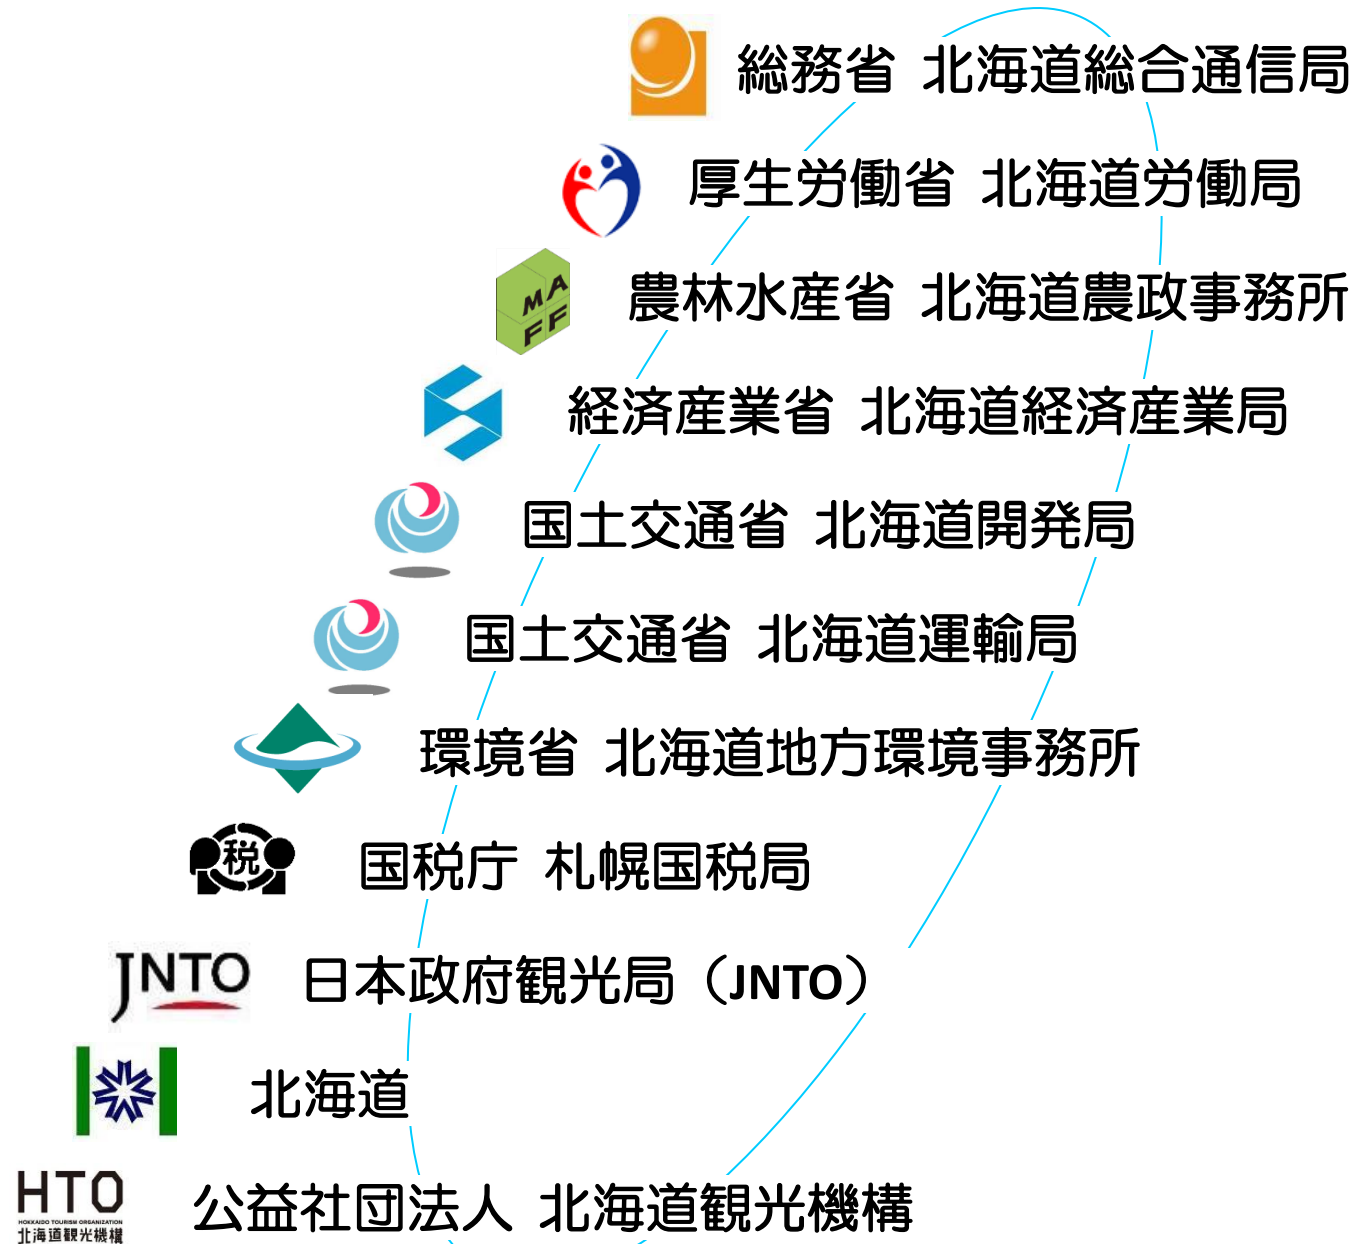 総務省 北海道総合通信局
厚生労働省 北海道労働局
MA
FF
農林水産省 北海道農政事務所
経済産業省 北海道経済産業局
国土交通省 北海道開発局
国土交通省 北海道運輸局
環境省 北海道地方環境事務所
税
国税庁 札幌国税局
JNTO
日本政府観光局（JNTO）
北海道
HTO
HOKKAIDO TOURISM ORGANIZATION
北海道観光機構
公益社団法人 北海道観光機構